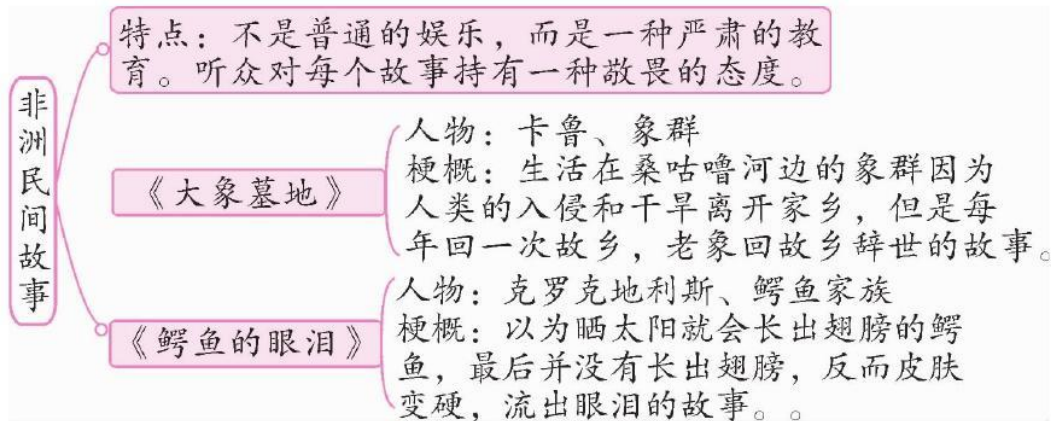 非洲民间故事
特点：不是普通的娱乐，而是一种严肃的教
育。听众对每个故事持有一种敬畏的态度。
《大象墓地》
人物：卡鲁、象群
梗概：生活在桑咕噜河边的象群因为
人类的入侵和干旱离开家乡，但是每
年回一次故乡，老象回故乡辞世的故事。
《鳄鱼的眼泪》
人物：克罗克地利斯、鳄鱼家族
梗概：以为晒太阳就会长出翅膀的鳄
鱼，最后并没有长出翅膀，反而皮肤
变硬，流出眼泪的故事。。